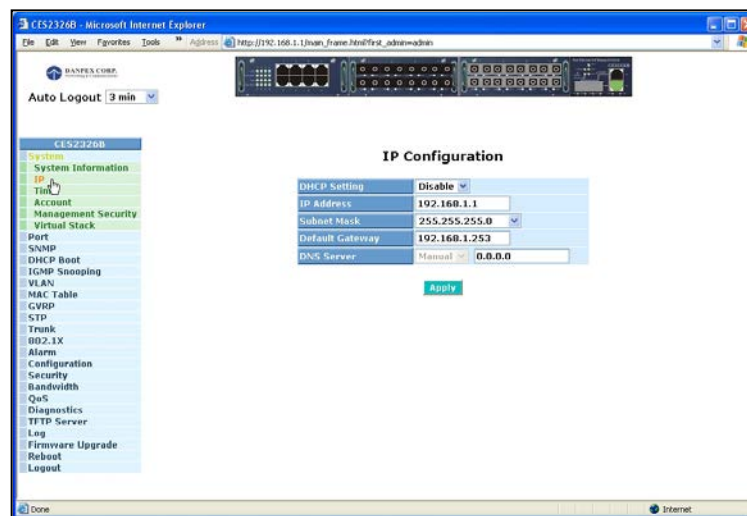 CES2326B - Microsoft Internet Explorer
File Edit View Favorites Tools » Address http://192.168.1.1/main_frame.html?first_admin=admin
DANPEX CORP.
Auto Logout 3 min
CES2326B
System
System Information
IP
Time
Account
Management Security
Virtual Stack
Port
SNMP
DHCP Boot
IGMP Snooping
VLAN
MAC Table
GVRP
STP
Trunk
802.1X
Alarm
Configuration
Security
Bandwidth
QoS
Diagnostics
TFTP Server
Log
Firmware Upgrade
Reboot
Logout
IP Configuration
DHCP Setting Disable
IP Address 192.168.1.1
Subnet Mask 255.255.255.0
Default Gateway 192.168.1.253
DNS Server Manual 0.0.0.0
Apply
Done Internet